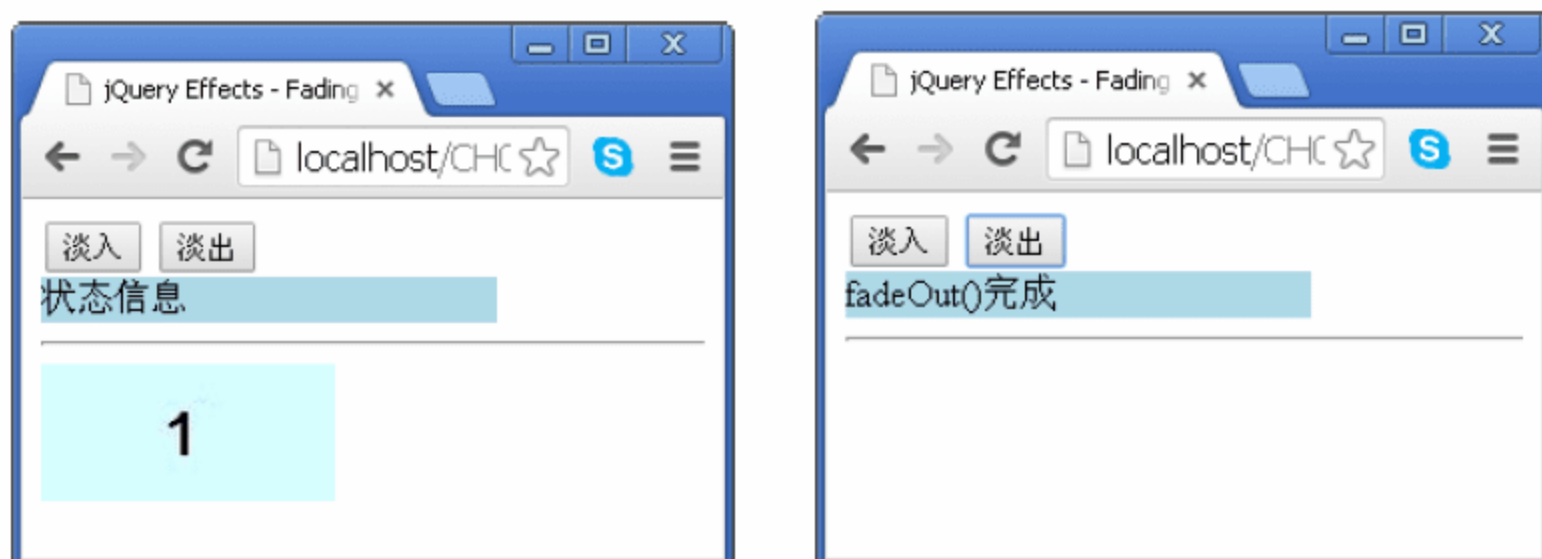 jQuery Effects - Fading
localhost/CHC
淡入 淡出
状态信息
1
jQuery Effects - Fading
localhost/CHC
淡入 淡出
fadeOut()完成